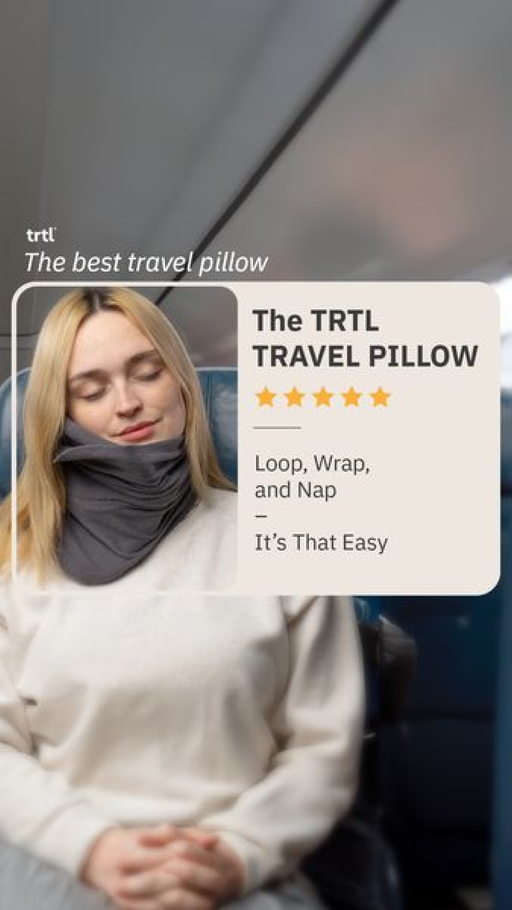 trtl
The best travel pillow
The TRTL
TRAVEL PILLOW
Loop, Wrap,
and Nap
–
It's That Easy